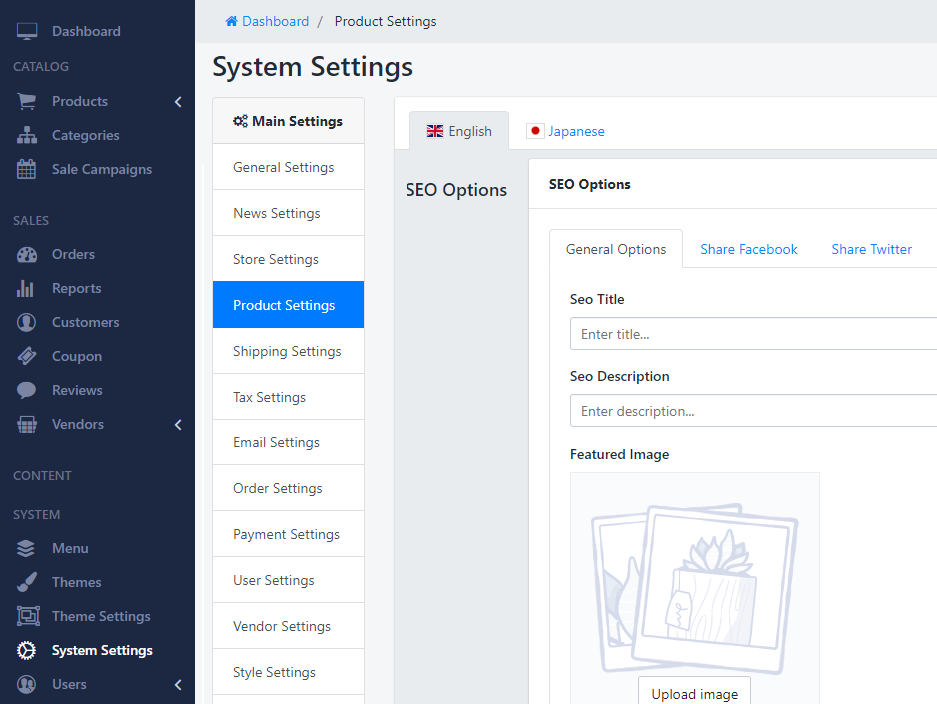 Dashboard
CATALOG
Products
Categories
Sale Campaigns
SALES
Orders
Reports
Customers
Coupon
Reviews
Vendors
CONTENT
SYSTEM
Menu
Themes
Theme Settings
System Settings
Users
Dashboard / Product Settings
System Settings
Main Settings
General Settings
News Settings
Store Settings
Product Settings
Shipping Settings
Tax Settings
Email Settings
Order Settings
Payment Settings
User Settings
Vendor Settings
Style Settings
English Japanese
SEO Options
SEO Options
General Options Share Facebook Share Twitter
Seo Title
Enter title...
Seo Description
Enter description...
Featured Image
Upload image